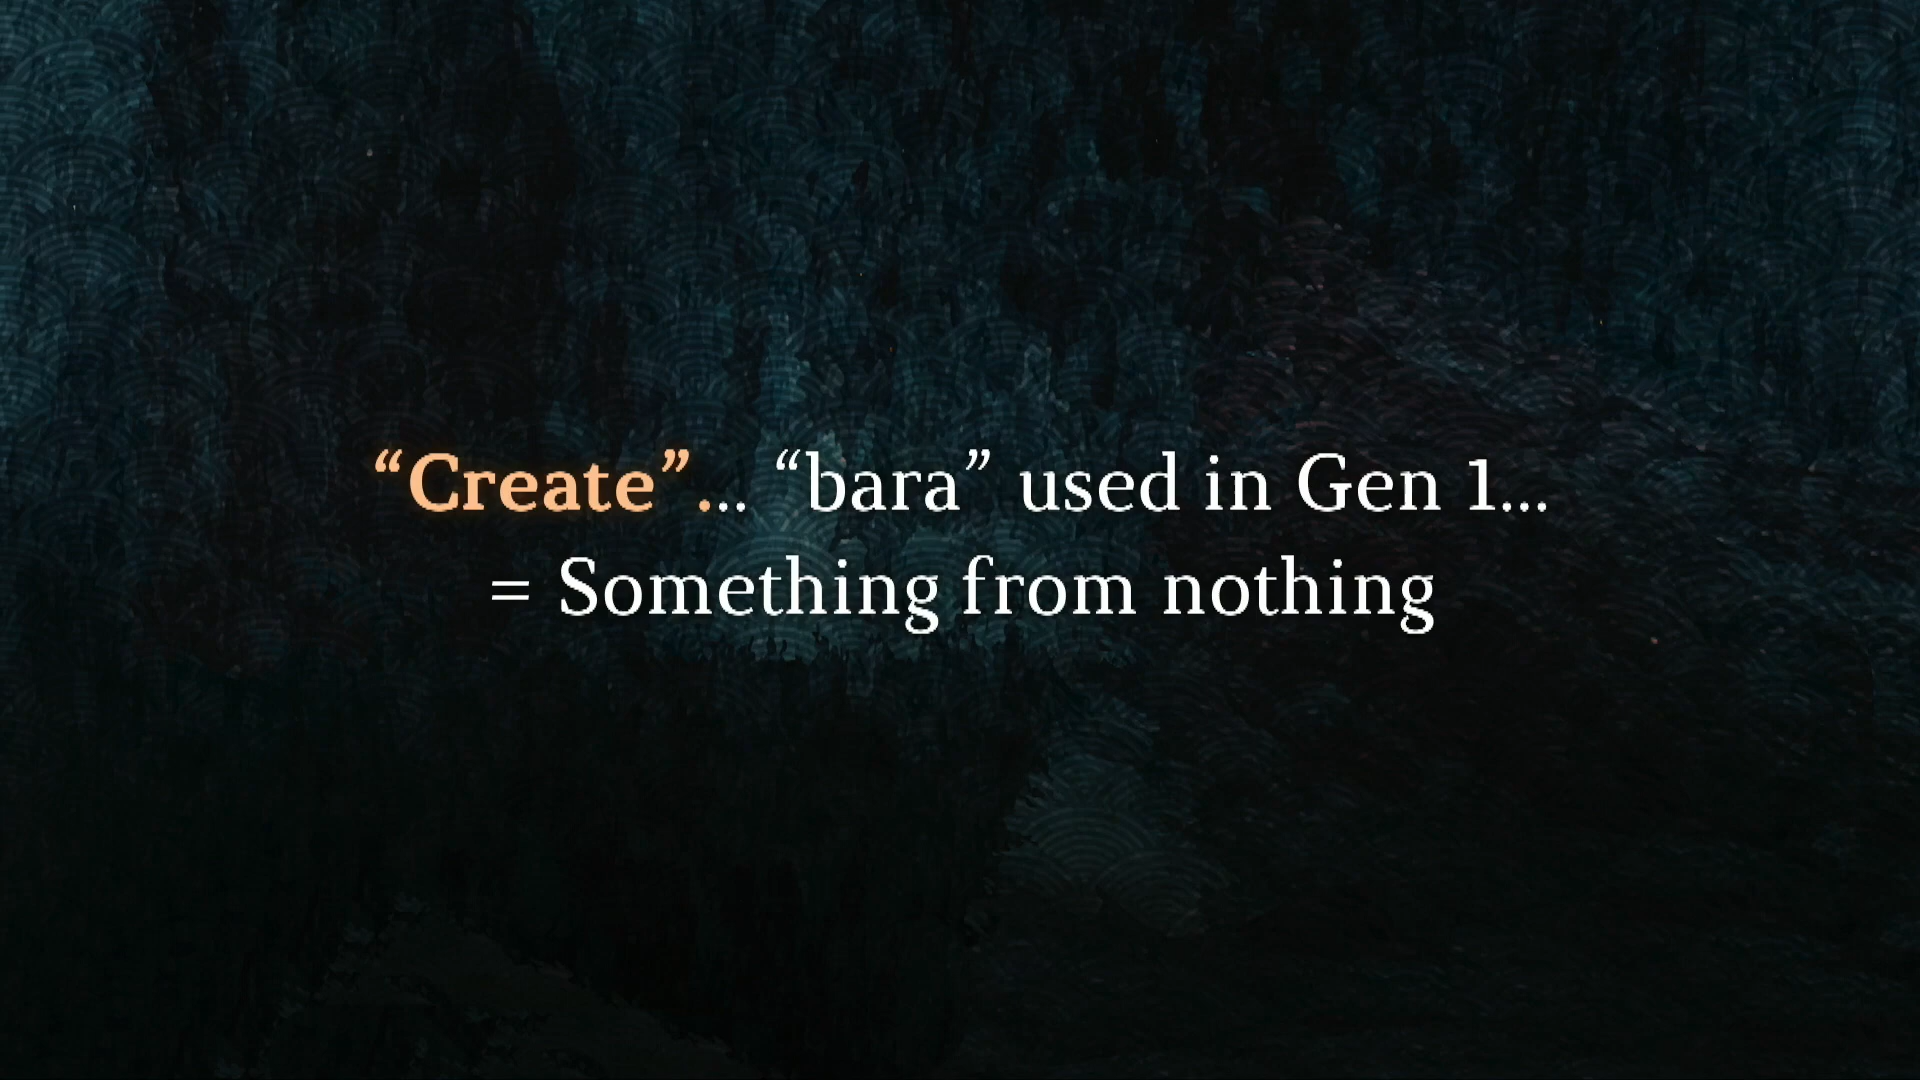 “Create”... “bara” used in Gen 1...
= Something from nothing